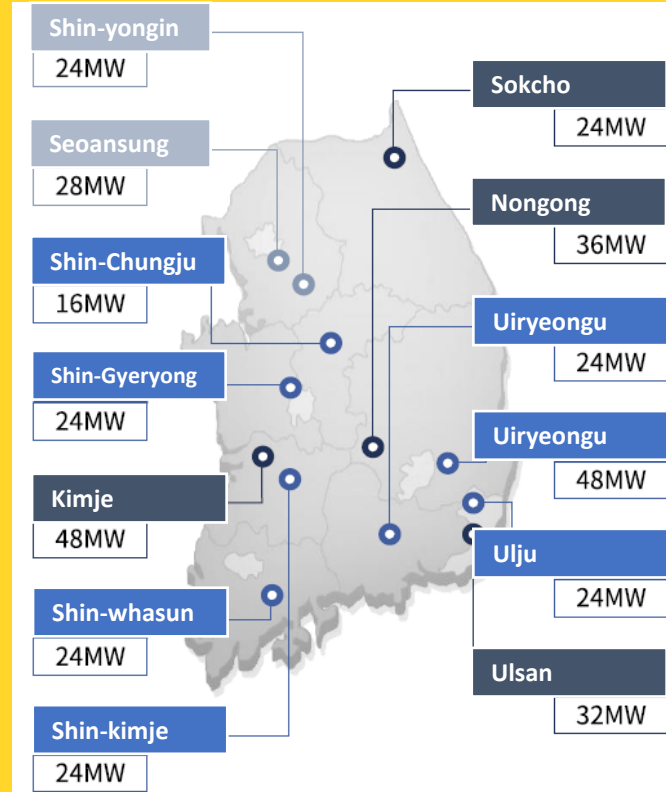 Shin-yongin
24MW
Seoansung
28MW
Shin-Chungju
16MW
Shin-Gyeryong
24MW
Kimje
48MW
Shin-whasun
24MW
Shin-kimje
24MW
Sokcho
24MW
Nongong
36MW
Uiryeongu
24MW
Uiryeongu
48MW
Ulju
24MW
Ulsan
32MW